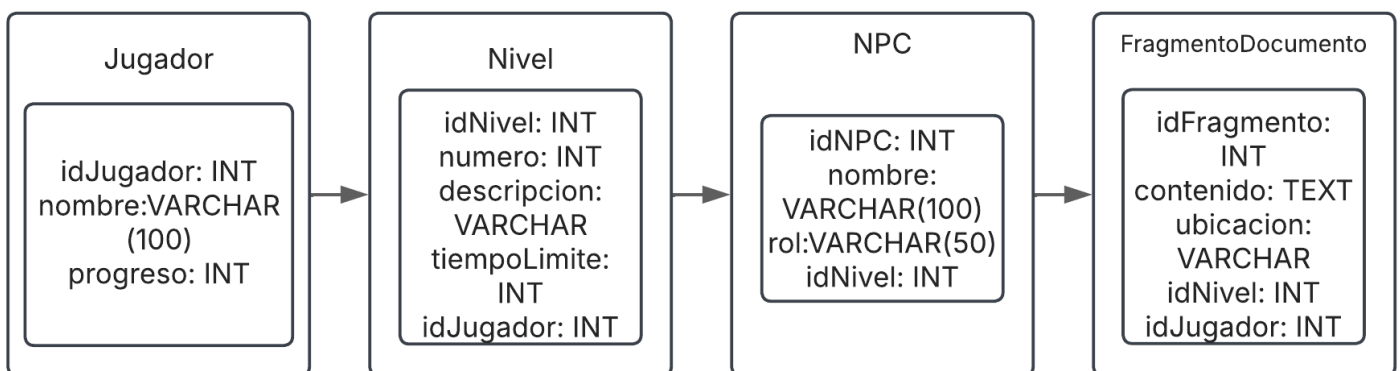 Jugador
idJugador: INT
nombre:VARCHAR
(100)
progreso: INT
Nivel
idNivel: INT
numero: INT
descripcion:
VARCHAR
tiempoLimite:
INT
idJugador: INT
NPC
idNPC: INT
nombre:
VARCHAR(100)
rol:VARCHAR(50)
idNivel: INT
FragmentoDocumento
idFragmento:
INT
contenido: TEXT
ubicacion:
VARCHAR
idNivel: INT
idJugador: INT